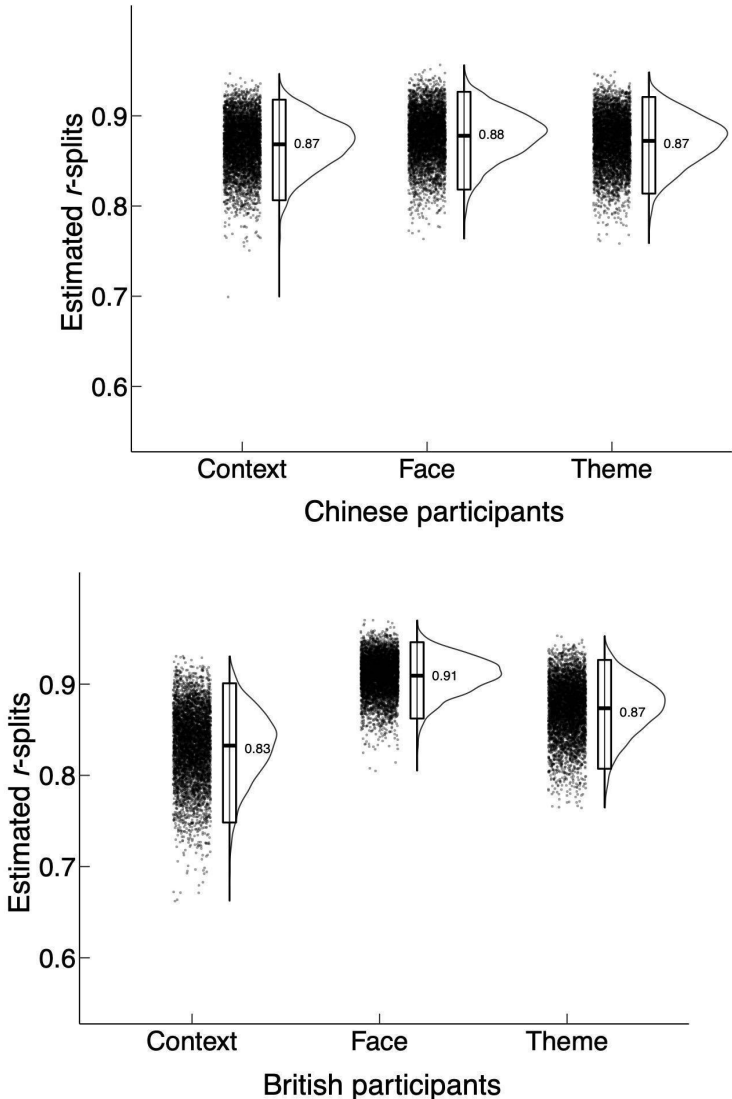 Estimated r-splits
0.9
0.8
0.7
0.6
0.87
0.88
0.87
Context Face Theme
Chinese participants
Estimated r-splits
0.9
0.8
0.7
0.6
0.83
0.91
0.87
Context Face Theme
British participants